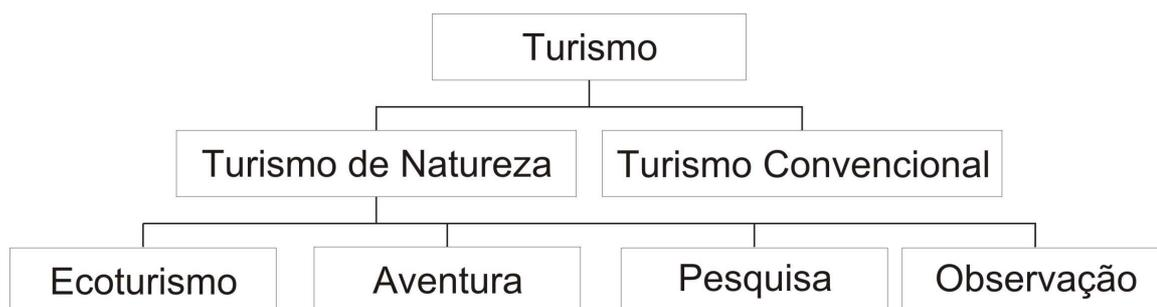 Turismo
Turismo de Natureza
Turismo Convencional
Ecoturismo
Aventura
Pesquisa
Observação